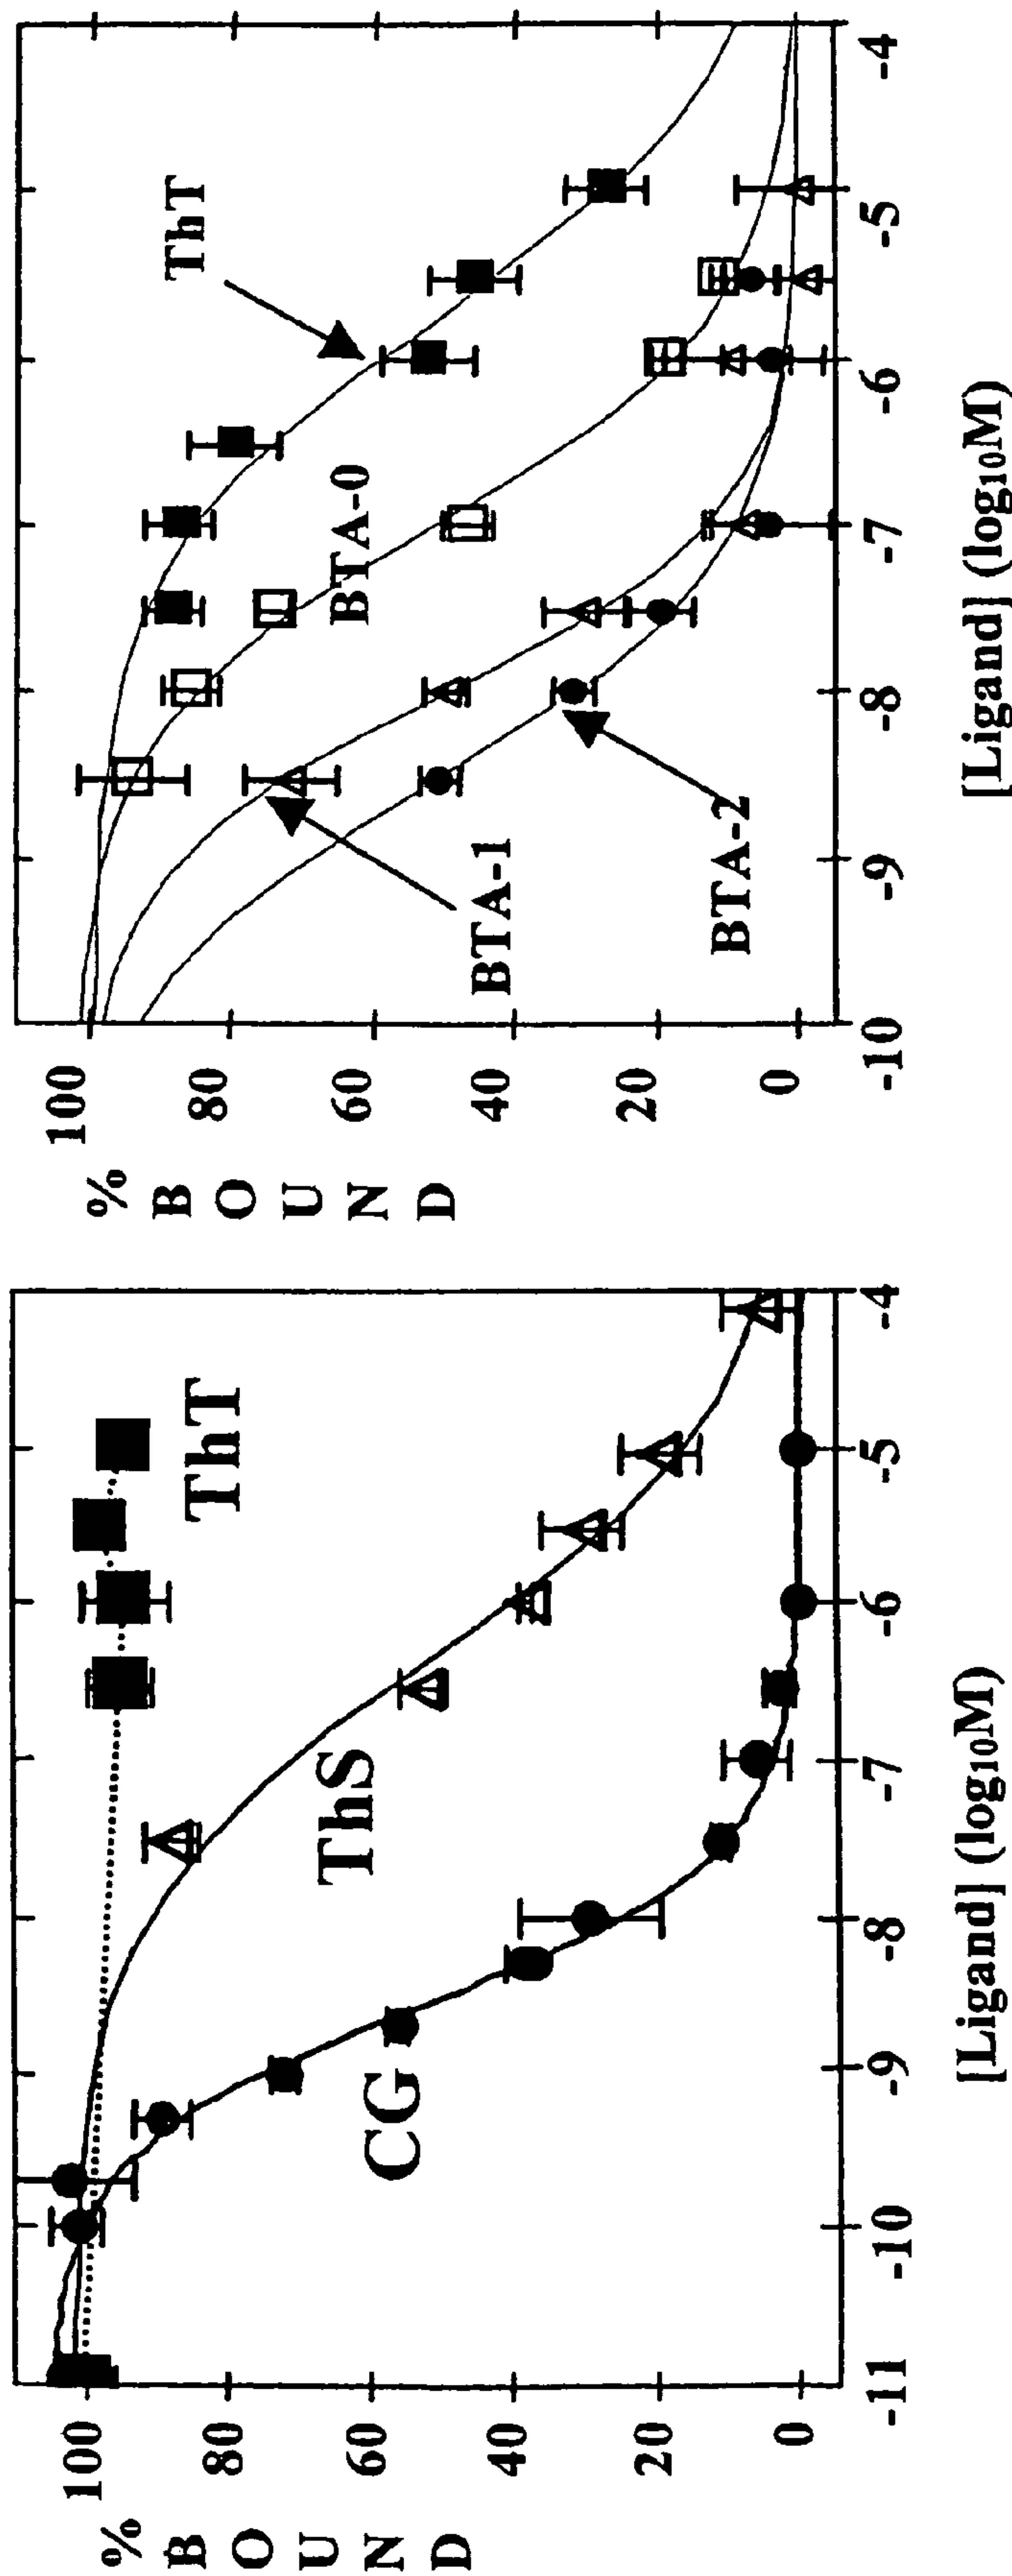 % BOUND
100
80
60
40
20
0
ThT
ThS
CG
-11 -10 -9 -8 -7 -6 -5 -4
[Ligand] (log10M)
% BOUND
100
80
60
40
20
0
ThT
BTA-0
BTA-1
BTA-2
-10 -9 -8 -7 -6 -5 -4
[Ligand] (log10M)